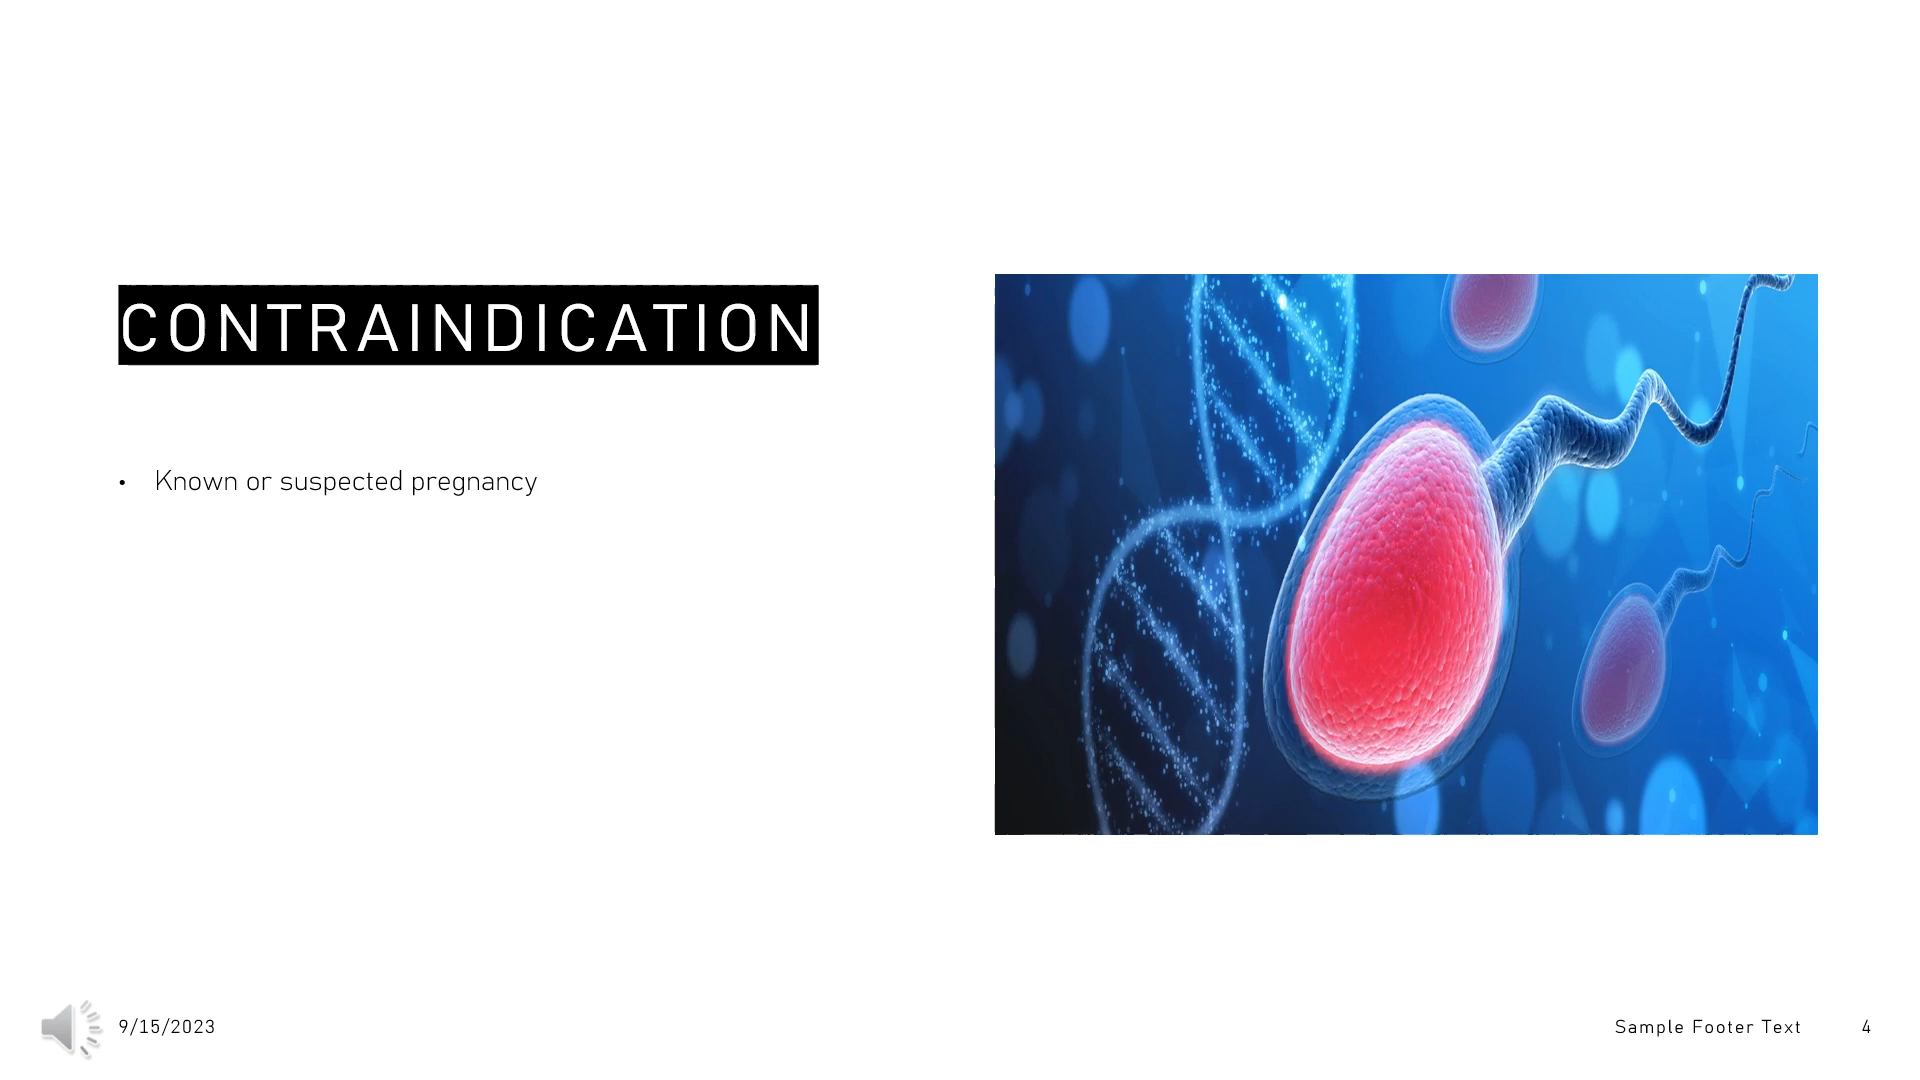 CONTRAINDICATION
• Known or suspected pregnancy
9/15/2023
Sample Footer Text
4